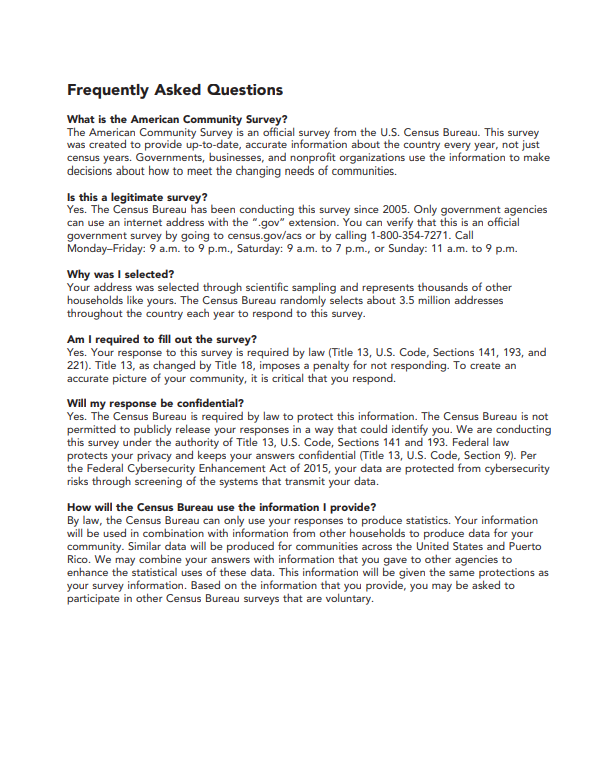 Frequently Asked Questions
What is the American Community Survey?
The American Community Survey is an official survey from the U.S. Census Bureau. This survey
was created to provide up-to-date, accurate information about the country every year, not just
census years. Governments, businesses, and nonprofit organizations use the information to make
decisions about how to meet the changing needs of communities.
Is this a legitimate survey?
Yes. The Census Bureau has been conducting this survey since 2005. Only government agencies
can use an internet address with the “.gov” extension. You can verify that this is an official
government survey by going to census.gov/acs or by calling 1-800-354-7271. Call
Monday–Friday: 9 a.m. to 9 p.m., Saturday: 9 a.m. to 7 p.m., or Sunday: 11 a.m. to 9 p.m.
Why was I selected?
Your address was selected through scientific sampling and represents thousands of other
households like yours. The Census Bureau randomly selects about 3.5 million addresses
throughout the country each year to respond to this survey.
Am I required to fill out the survey?
Yes. Your response to this survey is required by law (Title 13, U.S. Code, Sections 141, 193, and
221). Title 13, as changed by Title 18, imposes a penalty for not responding. To create an
accurate picture of your community, it is critical that you respond.
Will my response be confidential?
Yes. The Census Bureau is required by law to protect this information. The Census Bureau is not
permitted to publicly release your responses in a way that could identify you. We are conducting
this survey under the authority of Title 13, U.S. Code, Sections 141 and 193. Federal law
protects your privacy and keeps your answers confidential (Title 13, U.S. Code, Section 9). Per
the Federal Cybersecurity Enhancement Act of 2015, your data are protected from cybersecurity
risks through screening of the systems that transmit your data.
How will the Census Bureau use the information I provide?
By law, the Census Bureau can only use your responses to produce statistics. Your information
will be used in combination with information from other households to produce data for your
community. Similar data will be produced for communities across the United States and Puerto
Rico. We may combine your answers with information that you gave to other agencies to
enhance the statistical uses of these data. This information will be given the same protections as
your survey information. Based on the information that you provide, you may be asked to
participate in other Census Bureau surveys that are voluntary.